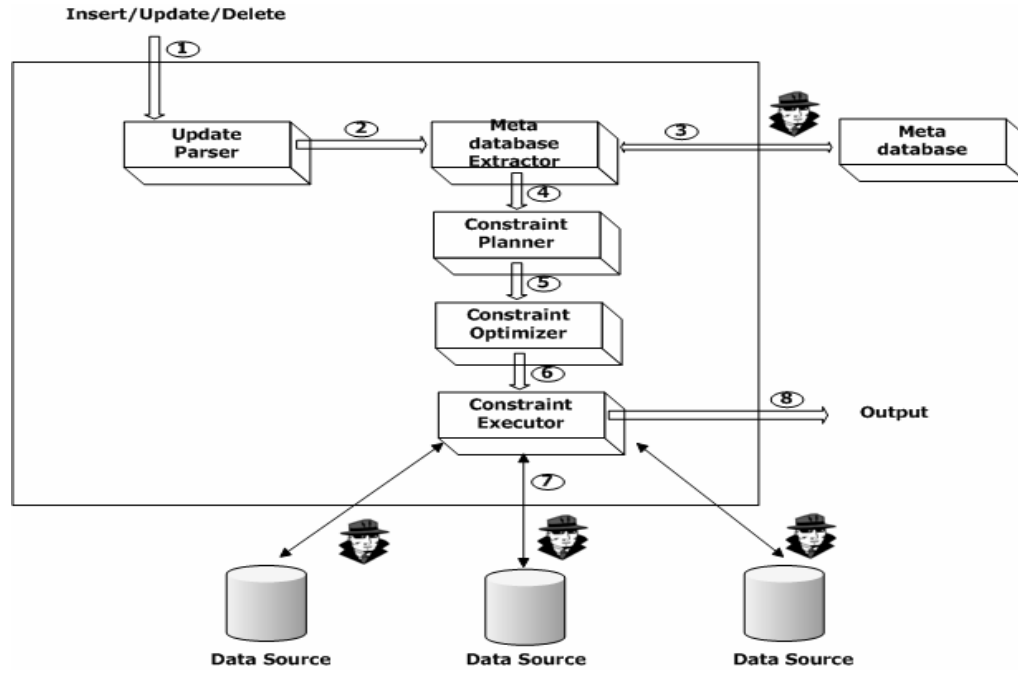 Insert/Update/Delete
1
Update
Parser
2
Meta
database
Extractor
3
Meta
database
4
Constraint
Planner
5
Constraint
Optimizer
6
Constraint
Executor
8
Output
7
Data Source
Data Source
Data Source